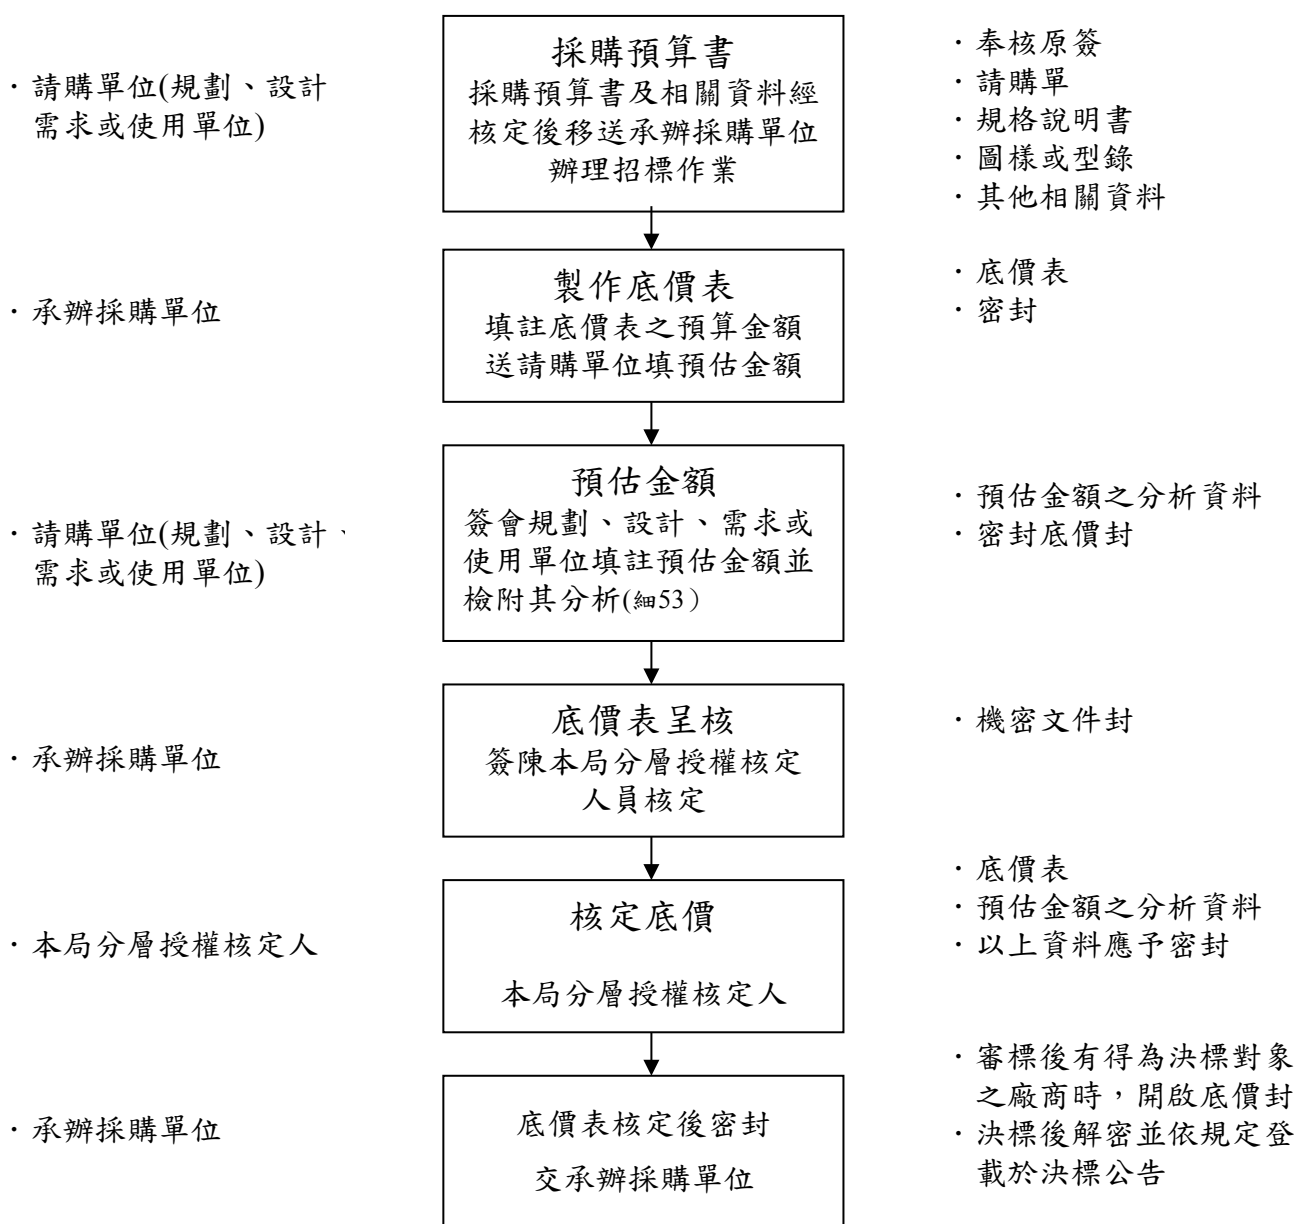 採購預算書
採購預算書及相關資料經
核定後移送承辦採購單位
辦理招標作業
・請購單位(規劃、設計
需求或使用單位)
・奉核原簽
・請購單
・規格說明書
・圖樣或型錄
・其他相關資料
製作底價表
填註底價表之預算金額
送請購單位填預估金額
・承辦採購單位
・底價表
・密封
預估金額
簽會規劃、設計、需求或
使用單位填註預估金額並
檢附其分析(細53）
・請購單位(規劃、設計、
需求或使用單位)
・預估金額之分析資料
・密封底價封
底價表呈核
簽陳本局分層授權核定
人員核定
・承辦採購單位
・機密文件封
核定底價
本局分層授權核定人
・本局分層授權核定人
・底價表
・預估金額之分析資料
・以上資料應予密封
底價表核定後密封
交承辦採購單位
・承辦採購單位
・審標後有得為決標對象
之廠商時，開啟底價封
・決標後解密並依規定登
載於決標公告